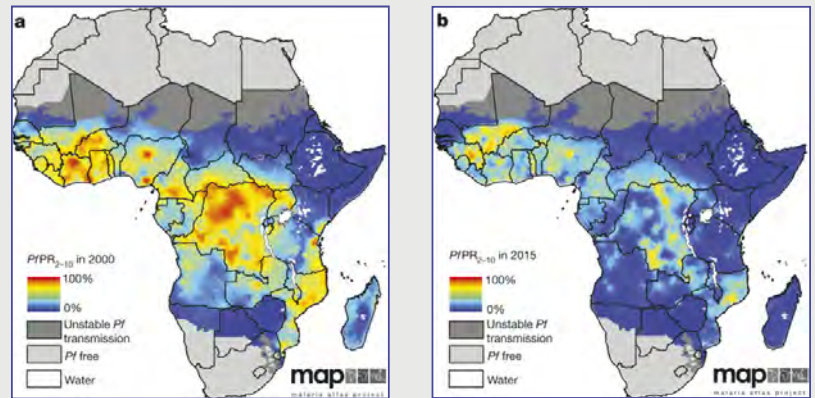 a
PfPR2–10 in 2000
100%
0%
Unstable Pf
transmission
Pf free
Water
map
malaria atlas project
b
PfPR2–10 in 2015
100%
0%
Unstable Pf
transmission
Pf free
Water
map
malaria atlas project